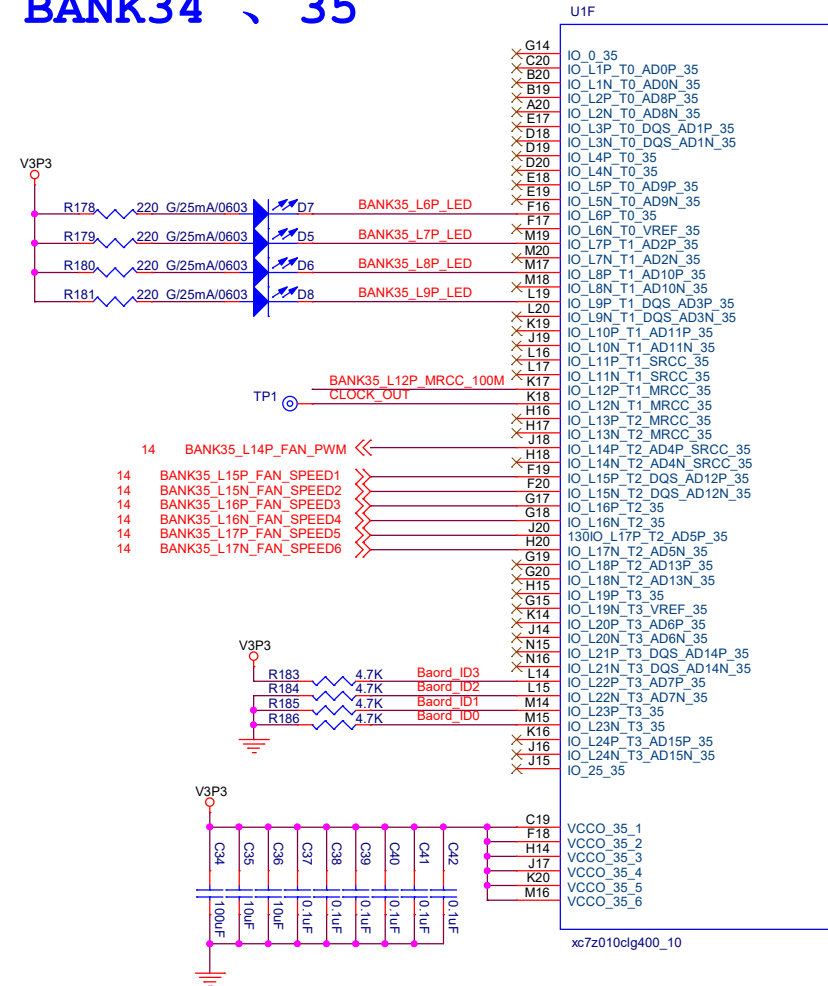 BANK34 、 35
U1F
G14 IO_0_35
C20 IO_L1P_T0_AD0P_35
B20 IO_L1N_T0_AD0N_35
B19 IO_L2P_T0_AD8P_35
A20 IO_L2N_T0_AD8N_35
E17 IO_L3P_T0_DQS_AD1P_35
D18 IO_L3N_T0_DQS_AD1N_35
D19 IO_L4P_T0_35
D20 IO_L4N_T0_35
E18 IO_L5P_T0_AD9P_35
E19 IO_L5N_T0_AD9N_35
V3P3
R178 220 G/25mA/0603 D7 BANK35_L6P_LED F16 IO_L6P_T0_35
F17 IO_L6N_T0_VREF_35
R179 220 G/25mA/0603 D5 BANK35_L7P_LED M19 IO_L7P_T1_AD2P_35
M20 IO_L7N_T1_AD2N_35
R180 220 G/25mA/0603 D6 BANK35_L8P_LED M17 IO_L8P_T1_AD10P_35
M18 IO_L8N_T1_AD10N_35
R181 220 G/25mA/0603 D8 BANK35_L9P_LED L19 IO_L9P_T1_DQS_AD3P_35
L20 IO_L9N_T1_DQS_AD3N_35
K19 IO_L10P_T1_AD11P_35
J19 IO_L10N_T1_AD11N_35
L16 IO_L11P_T1_SRCC_35
L17 IO_L11N_T1_SRCC_35
BANK35_L12P_MRCC_100M K17 IO_L12P_T1_MRCC_35
TP1 CLOCK_OUT K18 IO_L12N_T1_MRCC_35
H16 IO_L13P_T2_MRCC_35
H17 IO_L13N_T2_MRCC_35
14 BANK35_L14P_FAN_PWM J18 IO_L14P_T2_AD4P_SRCC_35
H18 IO_L14N_T2_AD4N_SRCC_35
14 BANK35_L15P_FAN_SPEED1 F19 IO_L15P_T2_DQS_AD12P_35
14 BANK35_L15N_FAN_SPEED2 F20 IO_L15N_T2_DQS_AD12N_35
14 BANK35_L16P_FAN_SPEED3 G17 IO_L16P_T2_35
14 BANK35_L16N_FAN_SPEED4 G18 IO_L16N_T2_35
14 BANK35_L17P_FAN_SPEED5 J20 130IO_L17P_T2_AD5P_35
14 BANK35_L17N_FAN_SPEED6 H20 IO_L17N_T2_AD5N_35
G19 IO_L18P_T2_AD13P_35
G20 IO_L18N_T2_AD13N_35
H15 IO_L19P_T3_35
G15 IO_L19N_T3_VREF_35
K14 IO_L20P_T3_AD6P_35
J14 IO_L20N_T3_AD6N_35
N15 IO_L21P_T3_DQS_AD14P_35
N16 IO_L21N_T3_DQS_AD14N_35
V3P3
R183 4.7K Baord_ID3 L14 IO_L22P_T3_AD7P_35
R184 4.7K Baord_ID2 L15 IO_L22N_T3_AD7N_35
R185 4.7K Baord_ID1 M14 IO_L23P_T3_35
R186 4.7K Baord_ID0 M15 IO_L23N_T3_35
K16 IO_L24P_T3_AD15P_35
J16 IO_L24N_T3_AD15N_35
J15 IO_25_35
V3P3
C19 VCCO_35_1
F18 VCCO_35_2
H14 VCCO_35_3
J17 VCCO_35_4
K20 VCCO_35_5
M16 VCCO_35_6
C34 C35 C36 C37 C38 C39 C40 C41 C42
100uF 10uF 10uF 0.1uF 0.1uF 0.1uF 0.1uF 0.1uF 0.1uF
xc7z010clg400_10